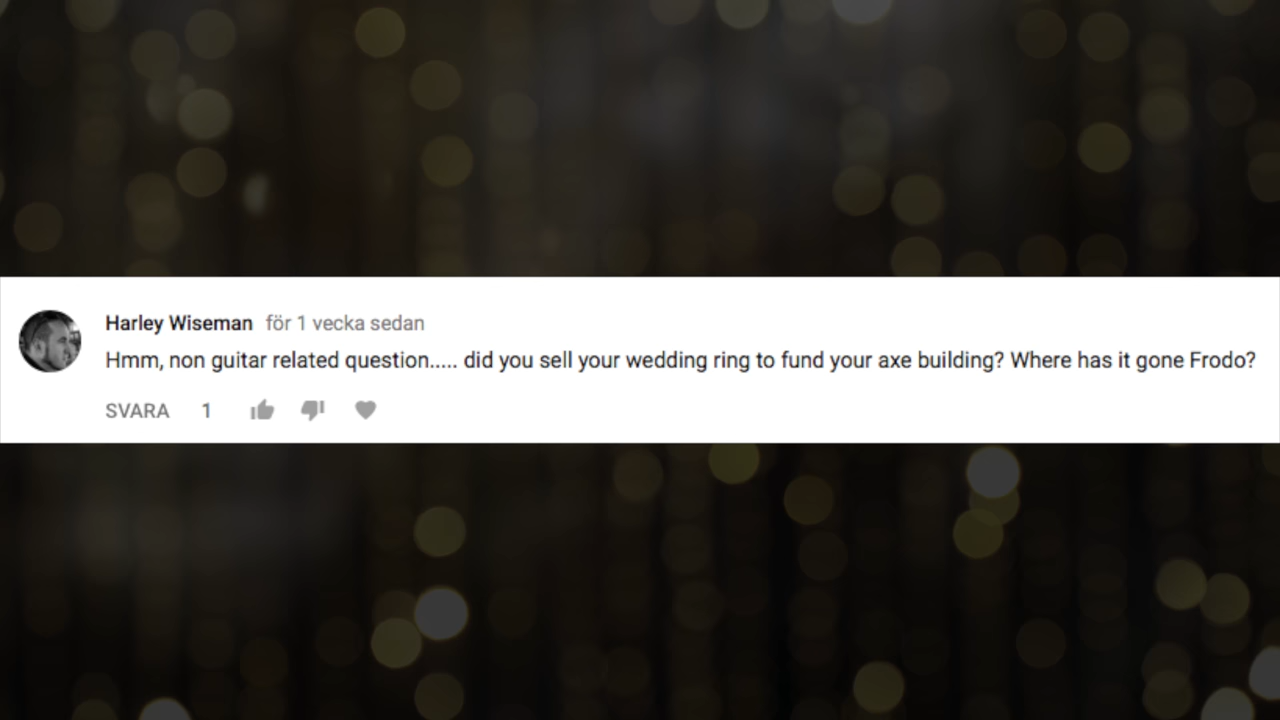 Harley Wiseman för 1 vecka sedan
Hmm, non guitar related question..... did you sell your wedding ring to fund your axe building? Where has it gone Frodo?
SVARA 1